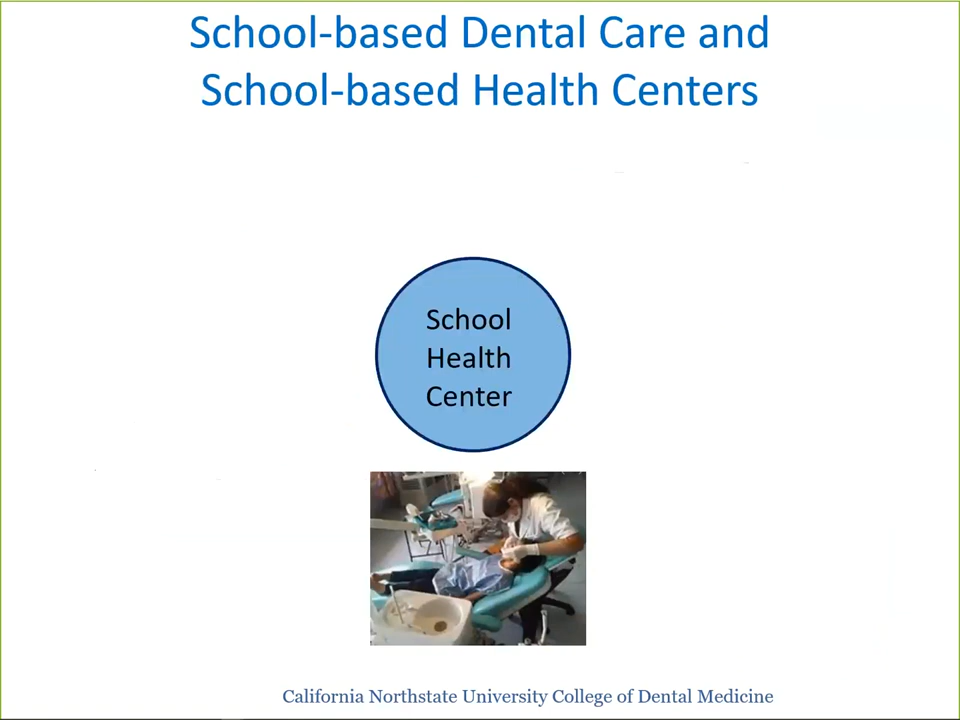 School-based Dental Care and
School-based Health Centers
School
Health
Center
California Northstate University College of Dental Medicine